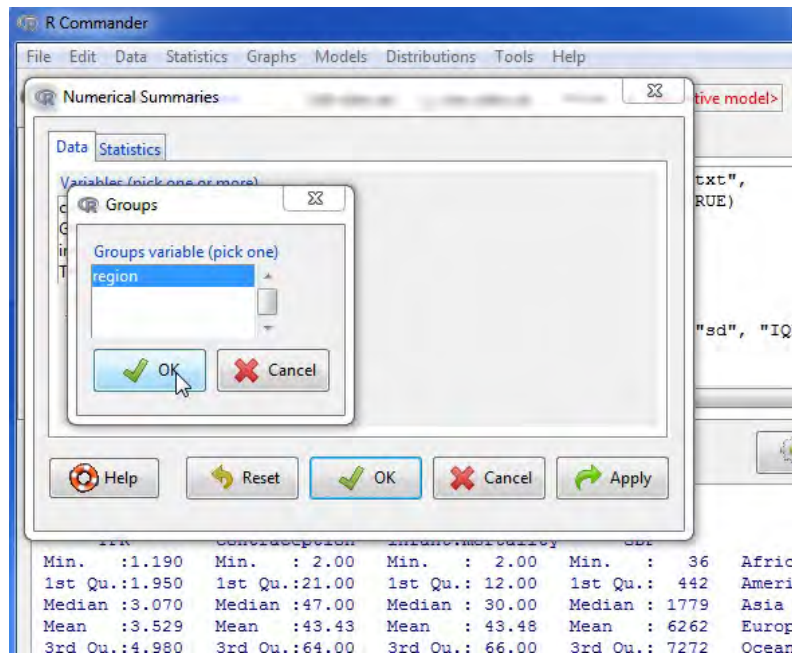 R Commander
File Edit Data Statistics Graphs Models Distributions Tools Help
Numerical Summaries
tive model>
Data Statistics
Variables (pick one or more)
txt",
RUE)
c
G
in
T
Groups
Groups variable (pick one)
region
OK Cancel
"sd", "IQ
Help Reset OK Cancel Apply
Min. :1.190 Min. : 2.00 Min. : 2.00 Min. : 36 Afric
1st Qu.:1.950 1st Qu.:21.00 1st Qu.: 12.00 1st Qu.: 442 Ameri
Median :3.070 Median :47.00 Median : 30.00 Median : 1779 Asia
Mean :3.529 Mean :43.43 Mean : 43.48 Mean : 6262 Europ
3rd Qu.:4.980 3rd Qu.:64.00 3rd Qu.: 66.00 3rd Qu.: 7272 Ocean